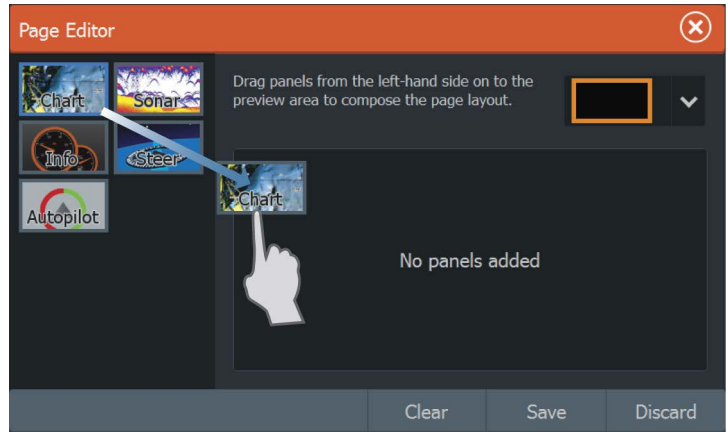 Page Editor
Chart
Sonar
Drag panels from the left-hand side on to the
preview area to compose the page layout.
Info
Steer
Chart
Autopilot
No panels added
Clear
Save
Discard